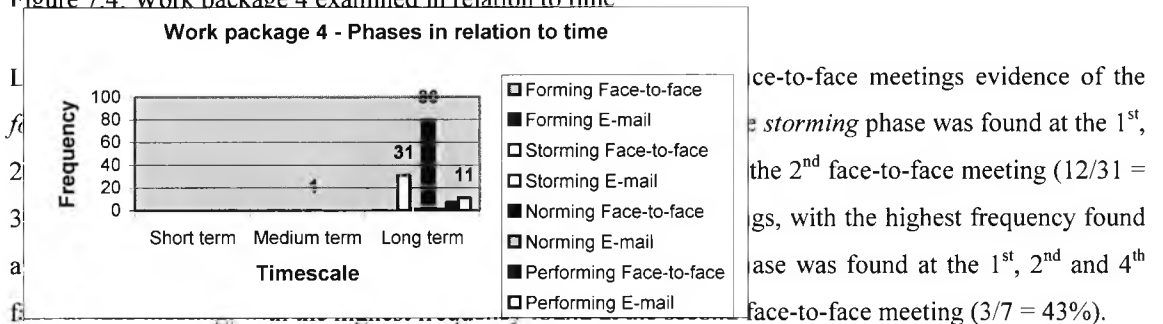 Figure 7.4: Work package 4 examined in relation to time
Work package 4 - Phases in relation to time
100
80
60
40
20
0
Frequency
1
31
80
11
Short term Medium term Long term
Timescale
Forming Face-to-face
Forming E-mail
Storming Face-to-face
Storming E-mail
Norming Face-to-face
Norming E-mail
Performing Face-to-face
Performing E-mail
L ce-to-face meetings evidence of the
storming phase was found at the 1st,
2 the 2nd face-to-face meeting (12/31 =
3 gs, with the highest frequency found
a ase was found at the 1st, 2nd and 4th
f face-to-face meeting (3/7 = 43%).